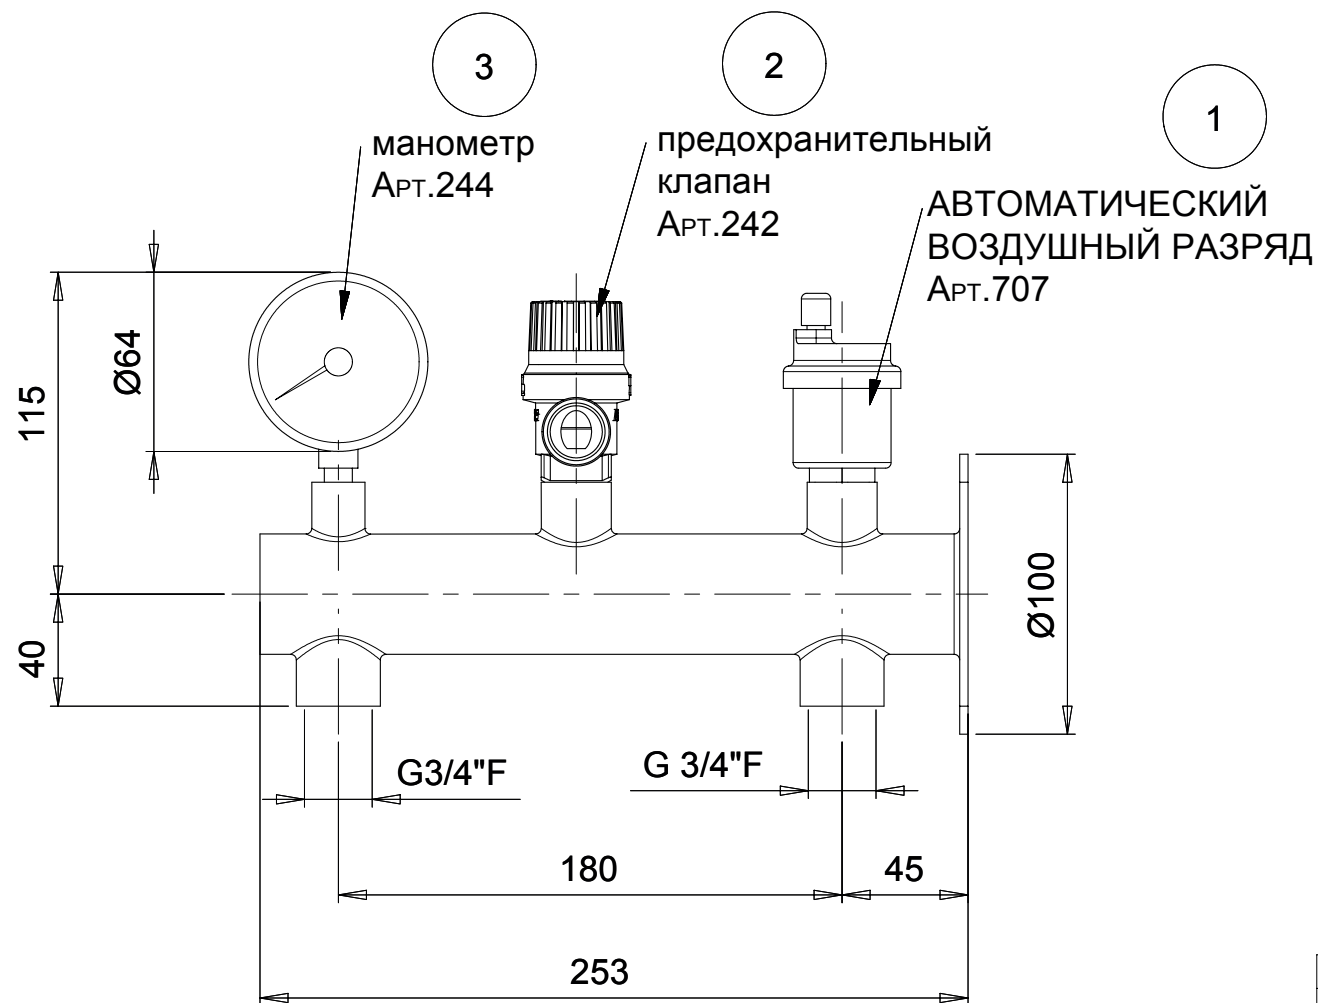 3
2
1
манометр
Арт.244
предохранительный
клапан
Арт.242
АВТОМАТИЧЕСКИЙ
ВОЗДУШНЫЙ РАЗРЯД
Арт.707
Ø64
115
40
Ø100
G3/4"F
G 3/4"F
180
45
253